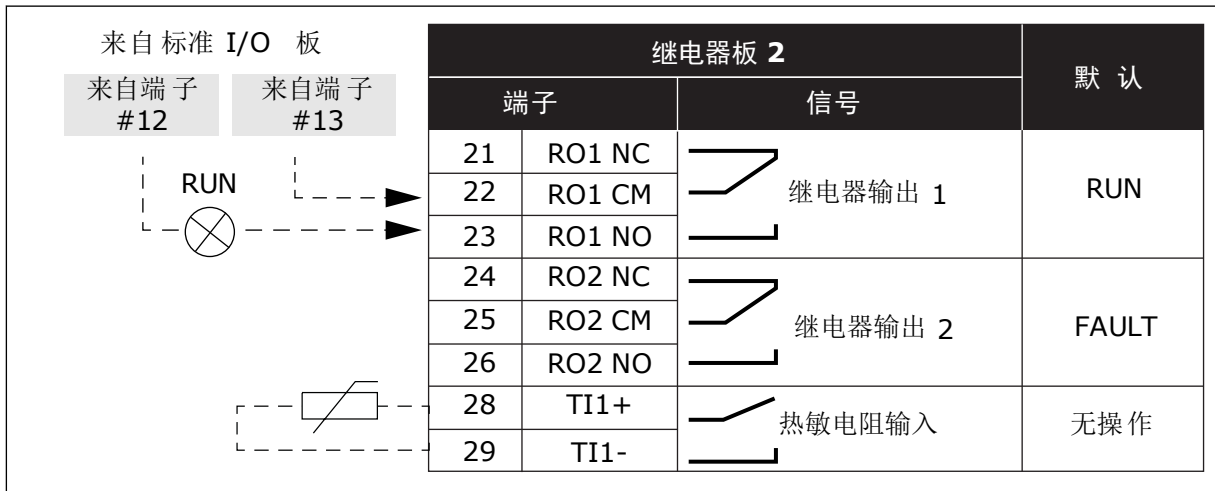 来自标准 I/O 板
来自端子 #12
来自端子 #13
RUN
继电器板 2
默认
端子 信号
21 RO1 NC
22 RO1 CM
23 RO1 NO
继电器输出 1
RUN
24 RO2 NC
25 RO2 CM
26 RO2 NO
继电器输出 2
FAULT
28 TI1+
29 TI1-
热敏电阻输入
无操作